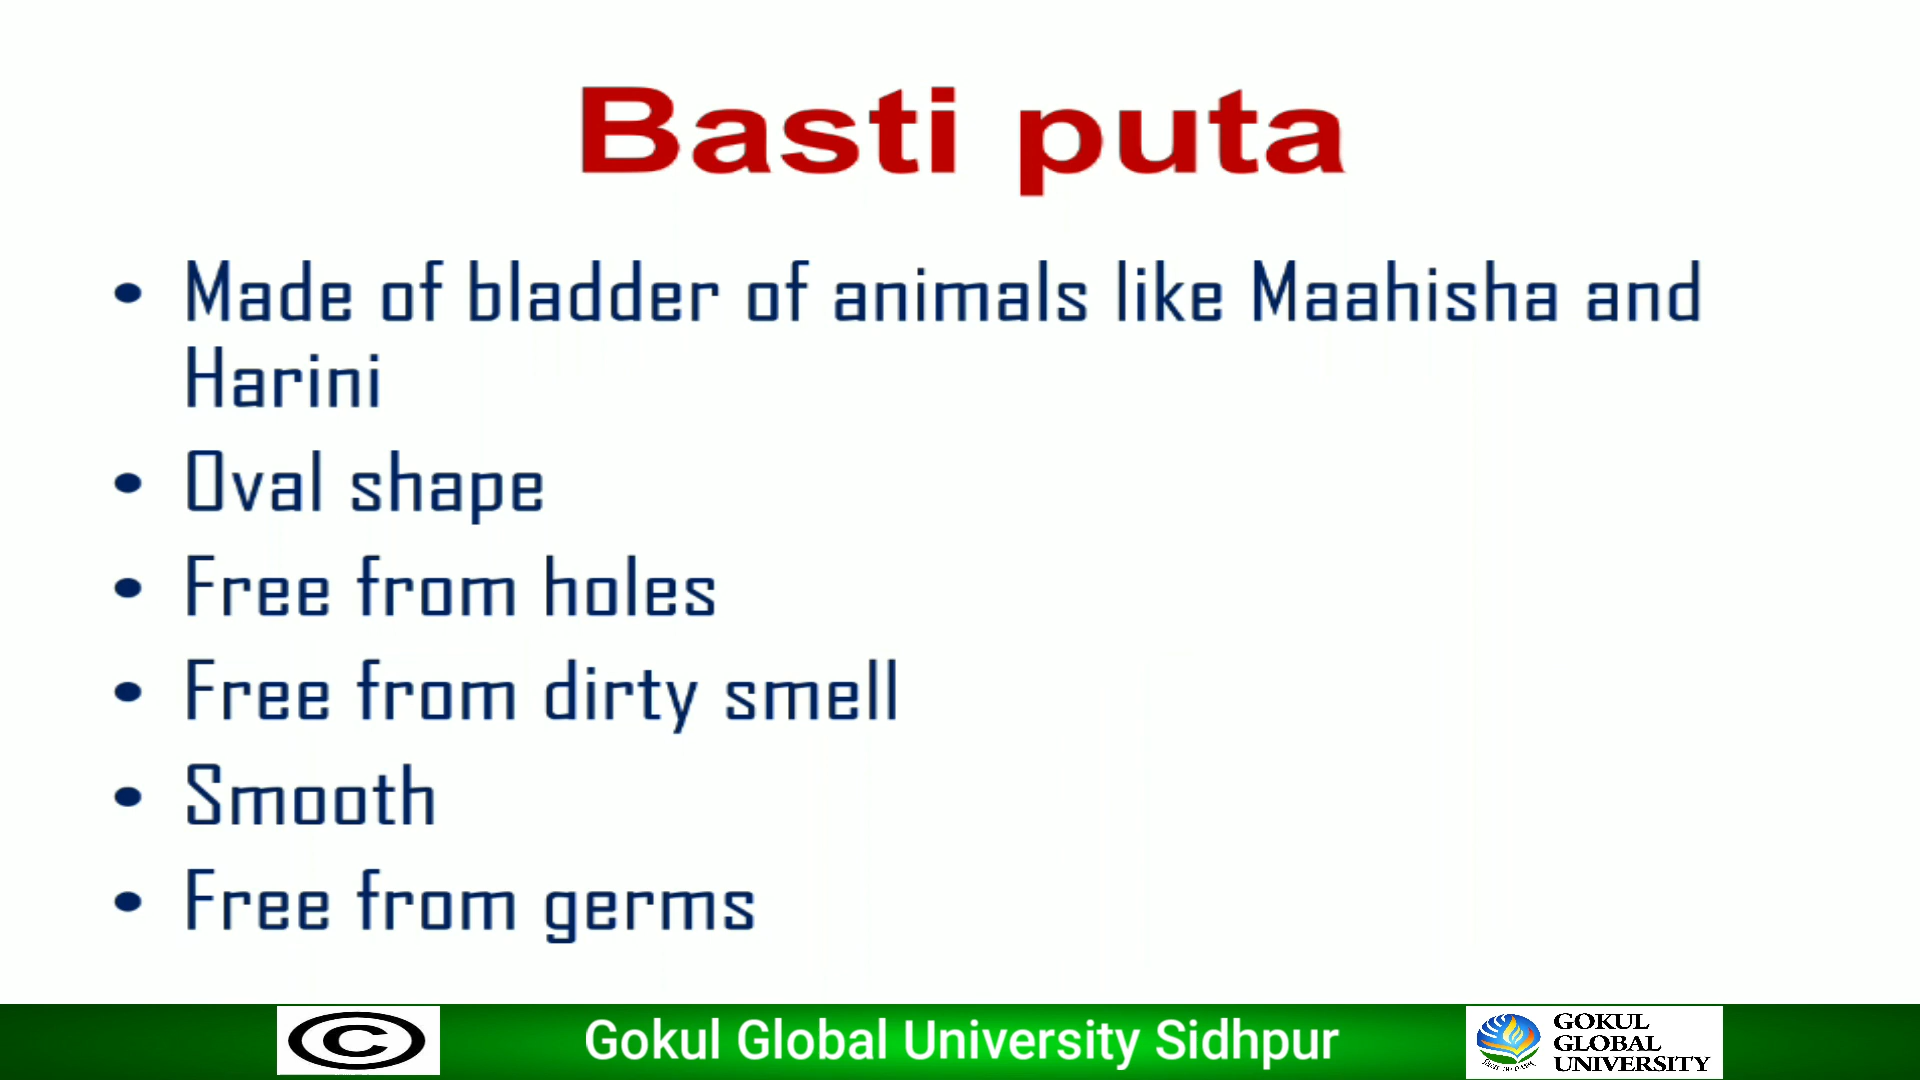 Basti puta
• Made of bladder of animals like Maahisha and
Harini
• Oval shape
• Free from holes
• Free from dirty smell
• Smooth
• Free from germs
©
Gokul Global University Sidhpur
GOKUL
GLOBAL
UNIVERSITY